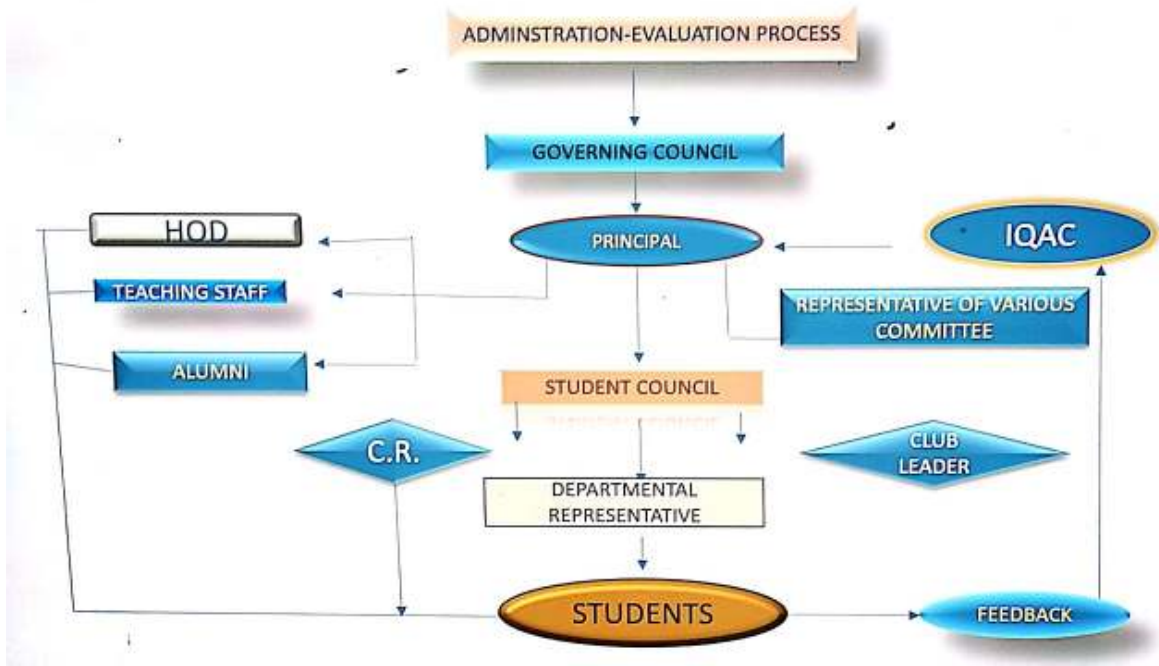 ADMINSTRATION-EVALUATION PROCESS
GOVERNING COUNCIL
HOD
PRINCIPAL
IQAC
TEACHING STAFF
REPRESENTATIVE OF VARIOUS
COMMITTEE
ALUMNI
STUDENT COUNCIL
C.R.
CLUB
LEADER
DEPARTMENTAL
REPRESENTATIVE
STUDENTS
FEEDBACK